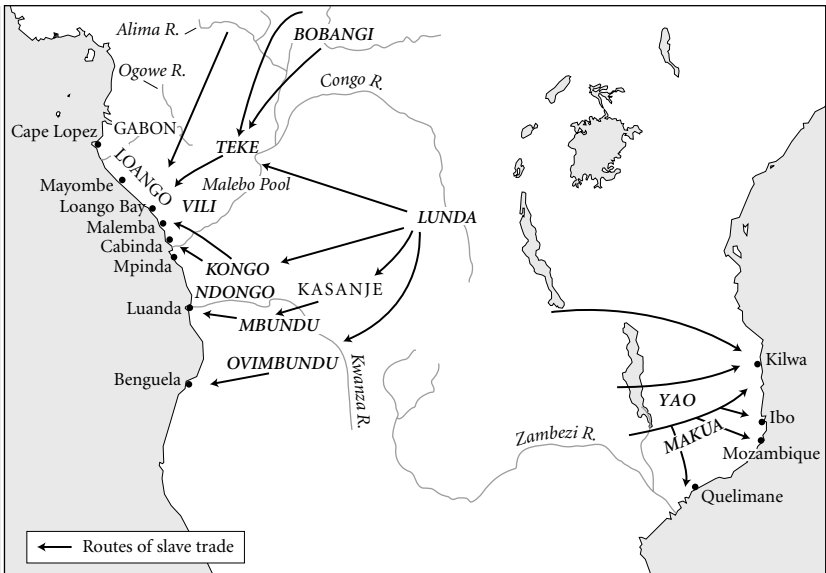 Alima R.
BOBANGI
Ogowe R.
Congo R.
Cape Lopez
GABON
TEKE
LOANGO
Malebo Pool
Mayombe
VILI
Loango Bay
LUNDA
Malemba
Cabinda
Mpinda
KONGO
NDONGO
KASANJE
Luanda
MBUNDU
OVIMBUNDU
Benguela
Kwanza R.
Kilwa
YAO
Ibo
MAKUA
Zambezi R.
Mozambique
Quelimane
Routes of slave trade